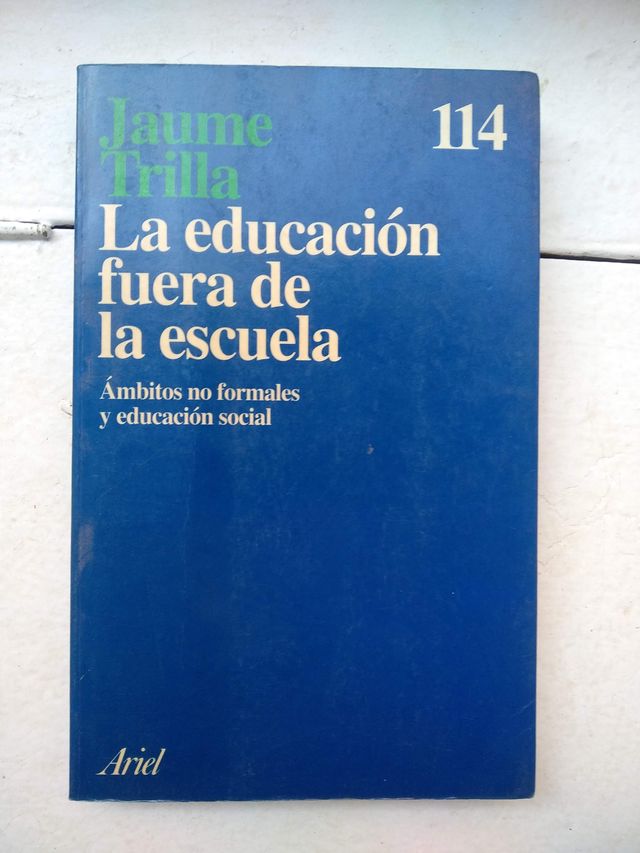 Jaume
Trilla
114
La educación
fuera de
la escuela
Ámbitos no formales
y educación social
Ariel